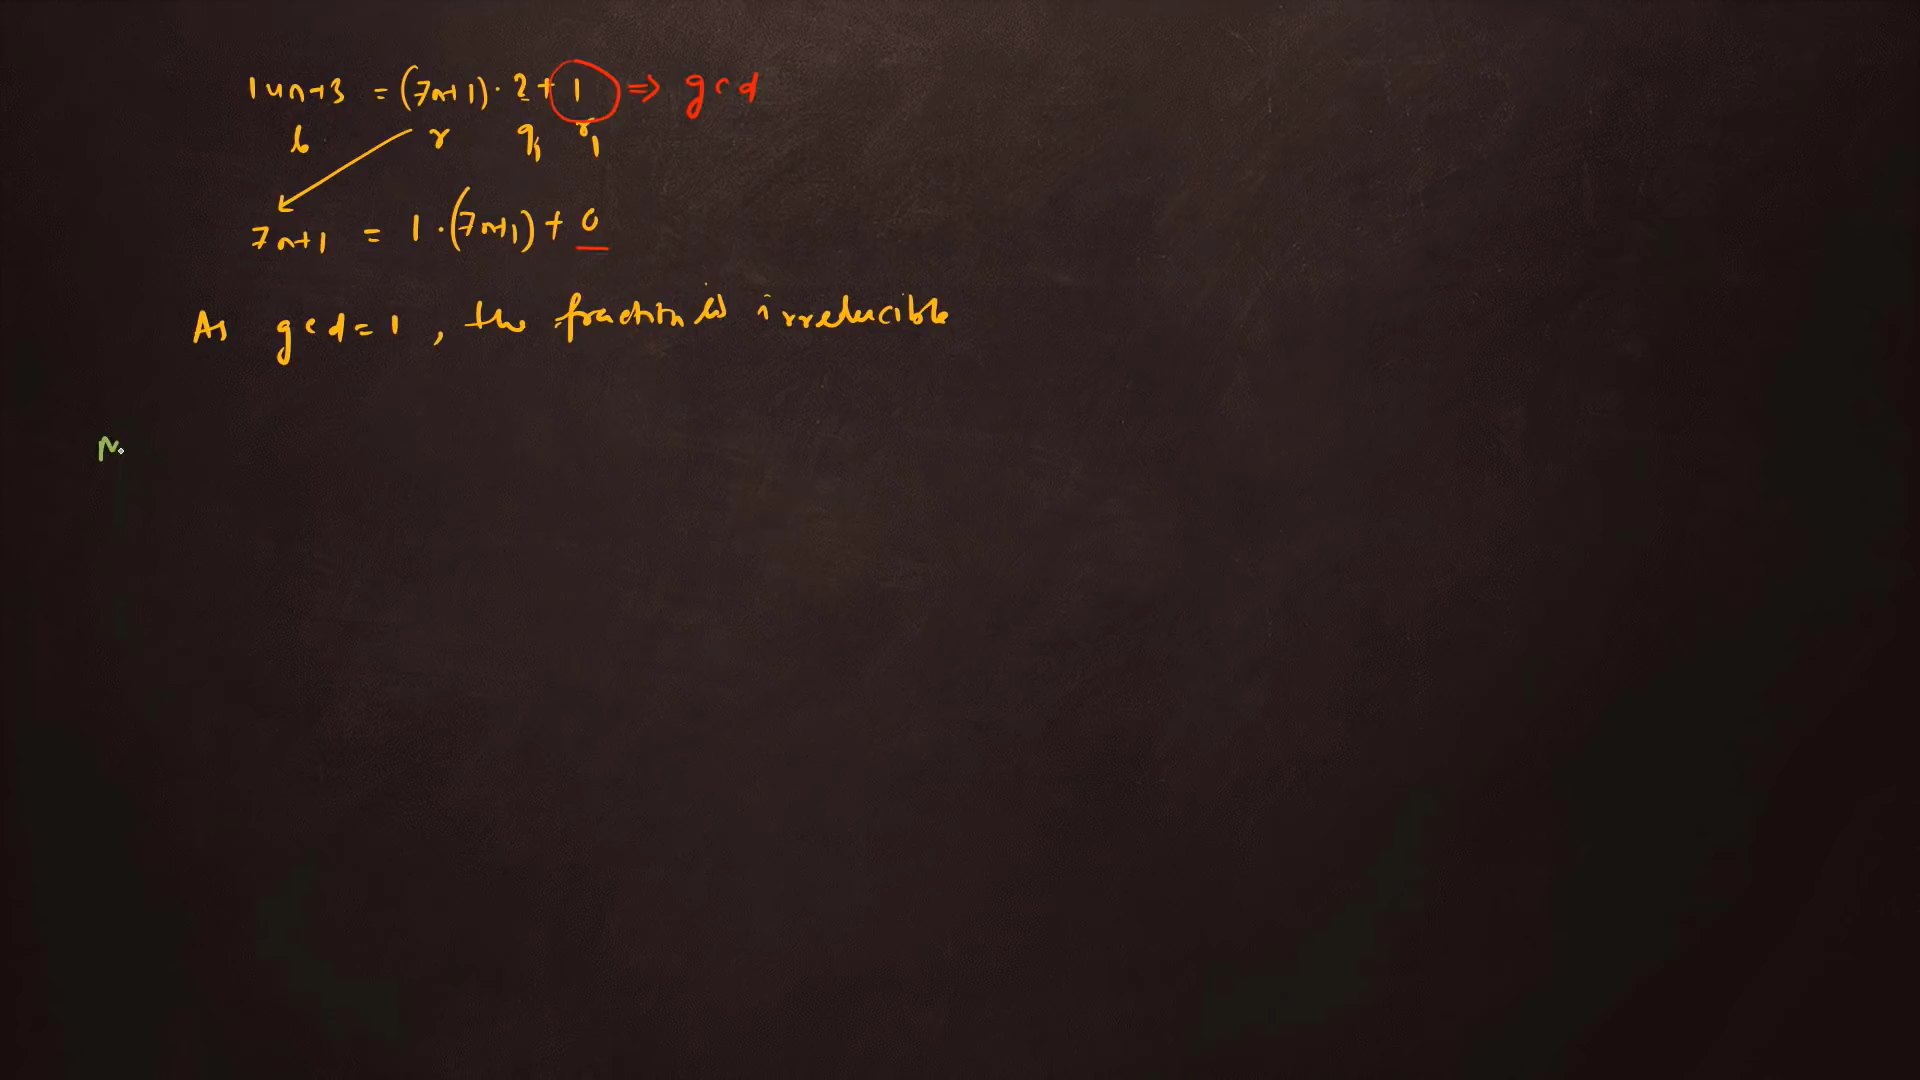 14n+3 = (7n+1) · 2 + 1 ⇒ gcd
b r q₁ r₁
7n+1 = 1 · (7n+1) + 0
As gcd = 1, the fraction is irreducible
M